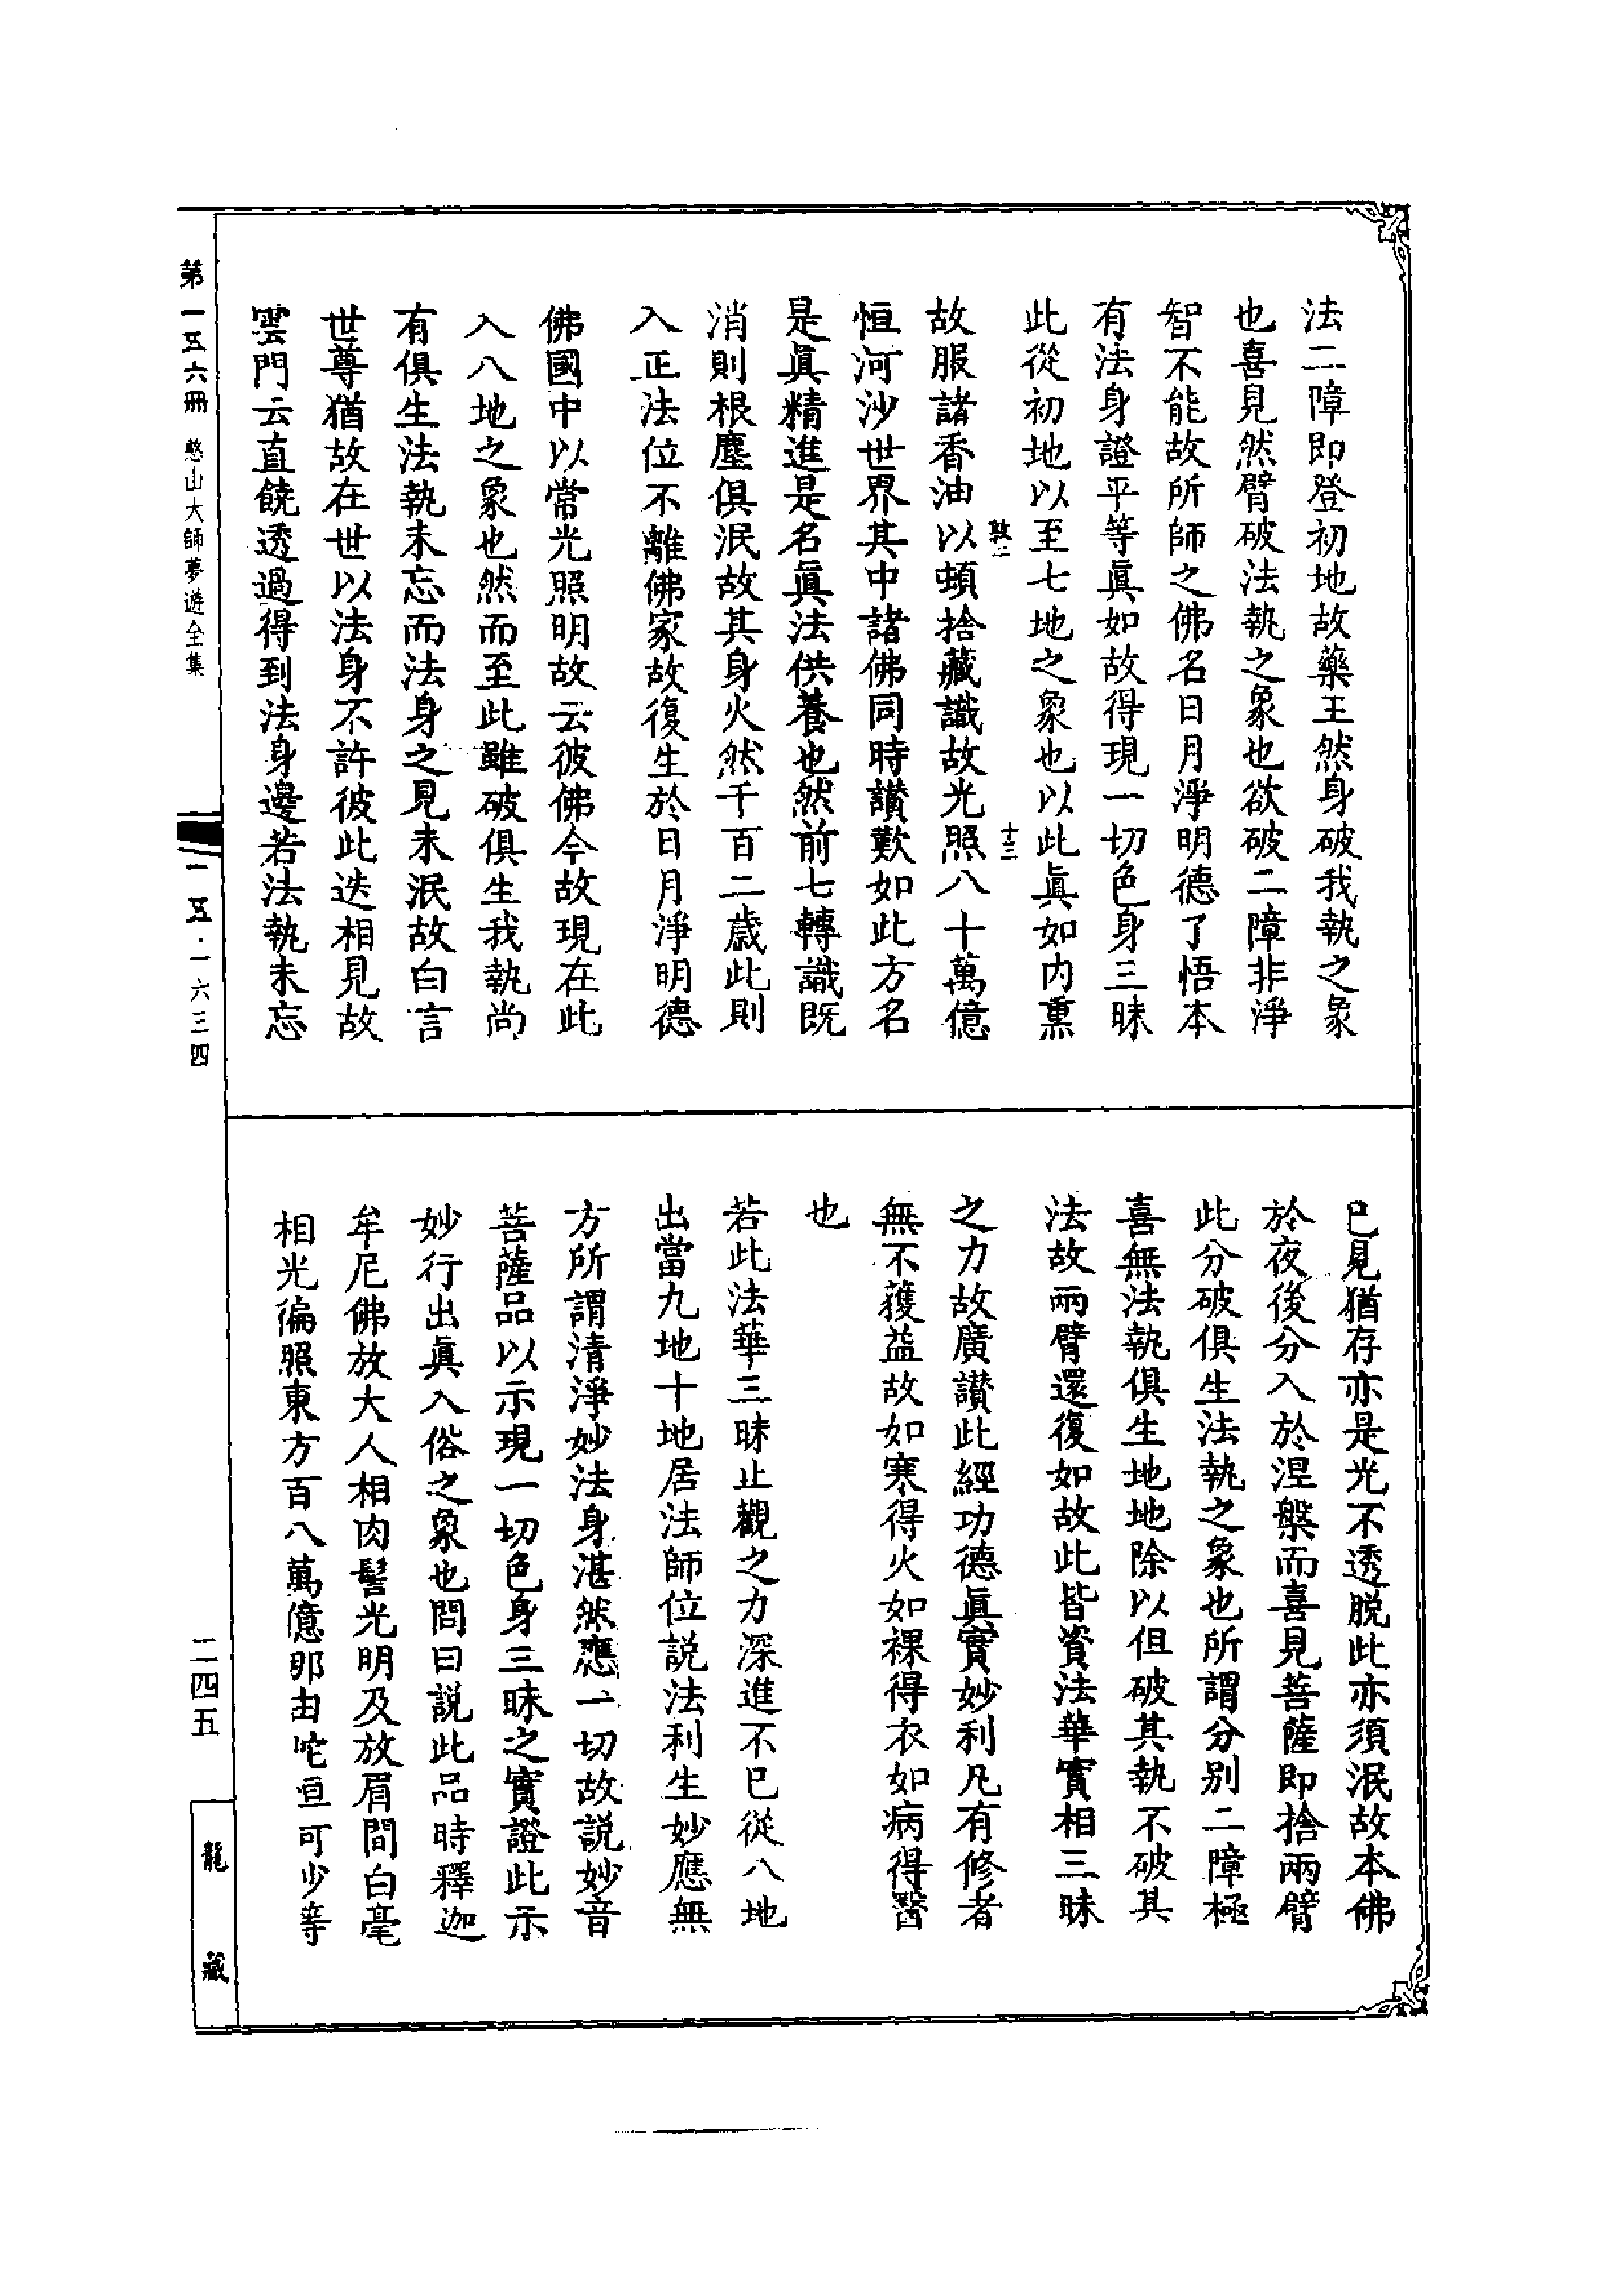 法二障即登初地故藥王然身破我執之象
也喜見然臂破法執之象也欲破二障非淨
智不能故所師之佛名日月淨明德了悟本
有法身證平等眞如故得現一切色身三昧
此從初地以至七地之象也以此眞如内熏
十三
故服諸香油以頓捨藏識故光照八十萬億
恒河沙世界其中諸佛同時讃歎如此方名
是眞精進是名眞法供養也然前七轉識既
消則根塵俱泯故其身火然千百二歲此則
入正法位不離佛家故復生於日月淨明德
佛國中以常光照明故云彼佛今故現在此
入八地之象也然而至此雖破俱生我執尚
有俱生法執未忘而法身之見未泯故白言
世尊猶故在世以法身不許彼此迭相見故
雲門云直饒透過得到法身邊若法執未忘
已見猶存亦是光不透脱此亦須泯故本佛
於夜後分入於涅槃而喜見菩薩即捨兩臂
此分破俱生法執之象也所謂分别二障極
喜無法執俱生地地除以但破其執不破其
法故兩臂還復如故此皆資法華實相三昧
之力故廣讃此經功德眞實妙利凡有修者
無不獲益故如寒得火如裸得衣如病得醫
也
若此法華三昧止觀之力深進不已從八地
出當九地十地居法師位説法利生妙應無
方所謂清淨妙法身湛然應一切故説妙音
菩薩品以示現一切色身三昧之實證此示
妙行出眞入俗之象也問曰説此品時釋迦
牟尼佛放大人相肉髻光明及放眉間白毫
相光徧照東方百八萬億那由佗恒可少等
第一五六冊 憨山大師夢遊全集
一五·一六三四
二四五
龍藏